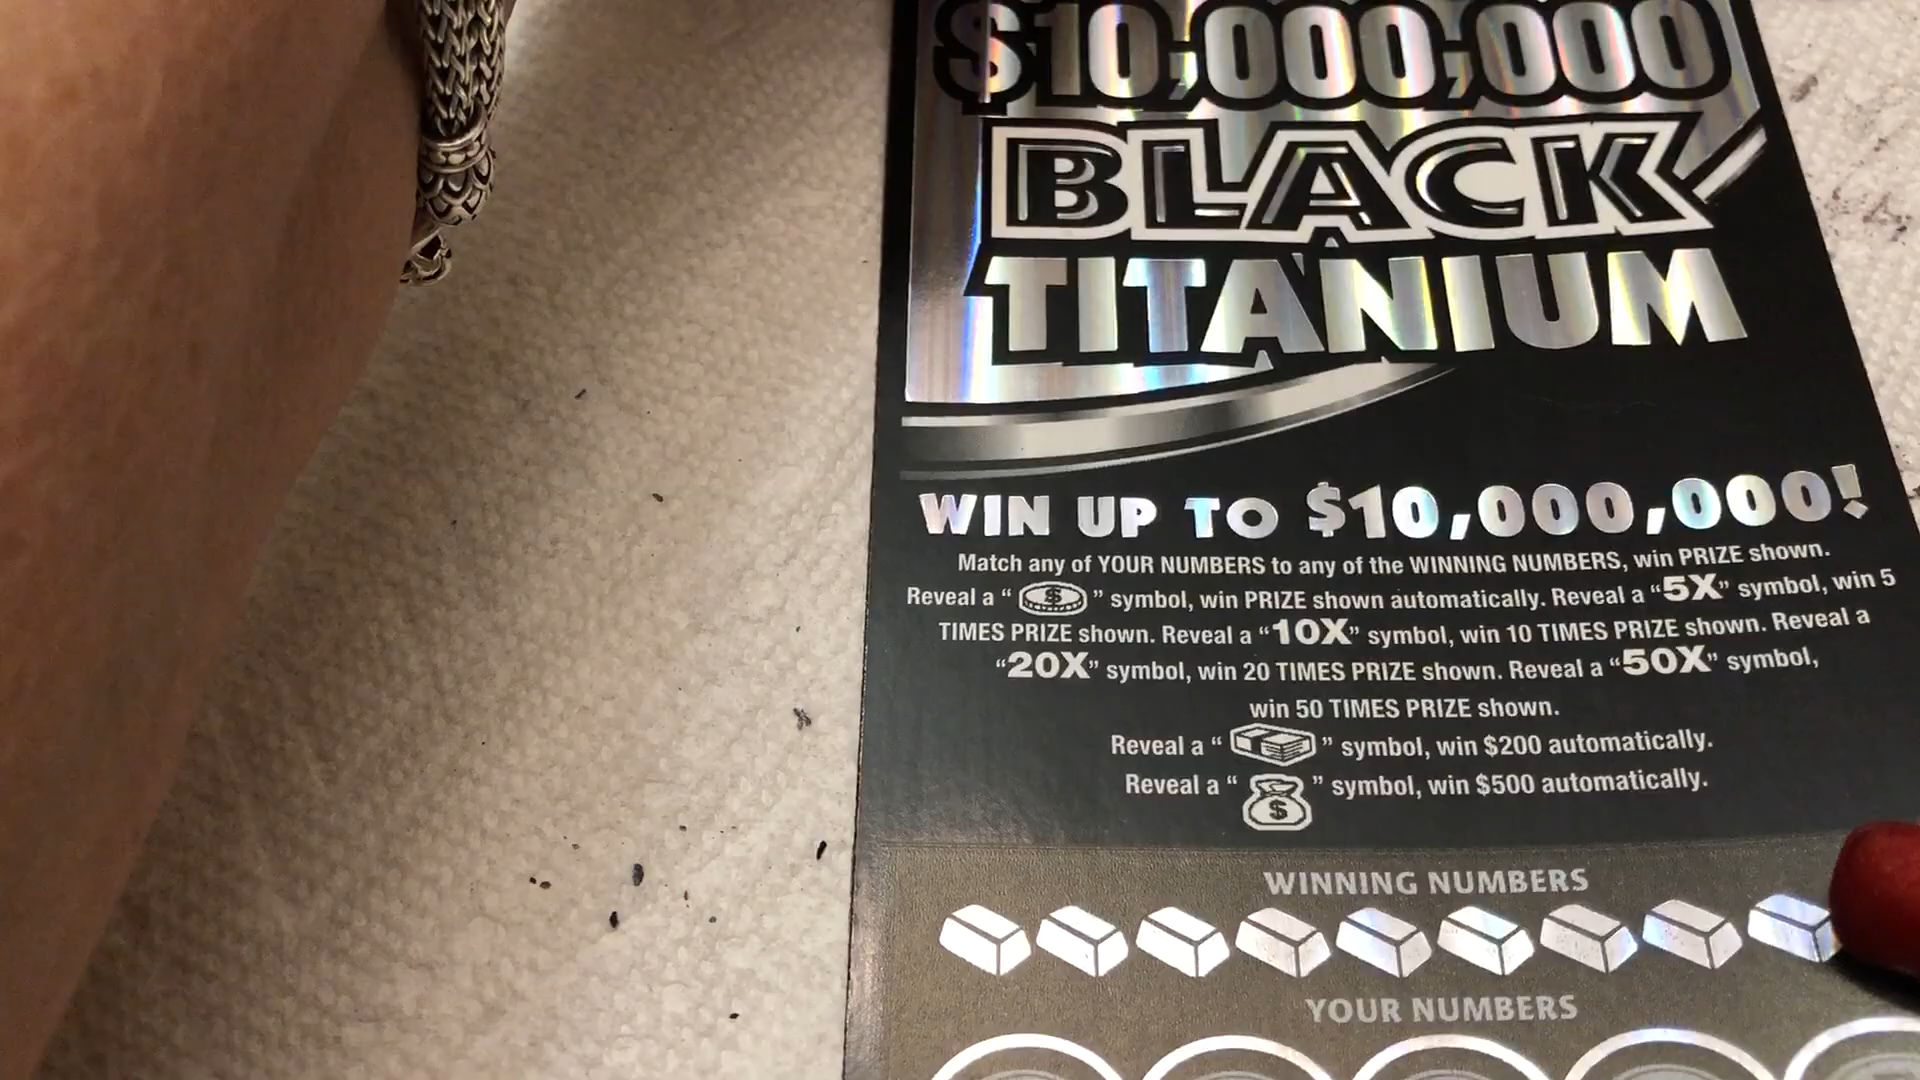 $10,000,000
BLACK
TITANIUM
WIN UP TO $10,000,000!
Match any of YOUR NUMBERS to any of the WINNING NUMBERS, win PRIZE shown.
Reveal a “ $ ” symbol, win PRIZE shown automatically. Reveal a “5X” symbol, win 5
TIMES PRIZE shown. Reveal a “10X” symbol, win 10 TIMES PRIZE shown. Reveal a
“20X” symbol, win 20 TIMES PRIZE shown. Reveal a “50X” symbol,
win 50 TIMES PRIZE shown.
Reveal a “ ” symbol, win $200 automatically.
Reveal a “ $ ” symbol, win $500 automatically.
WINNING NUMBERS
YOUR NUMBERS